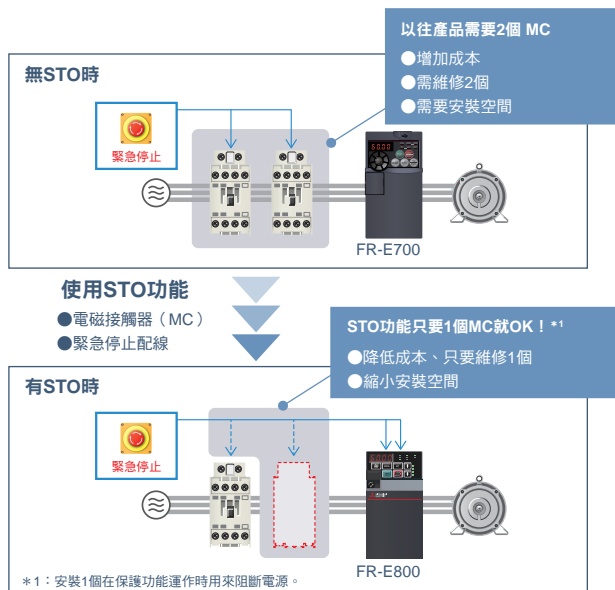 以往產品需要2個 MC
●增加成本
●需維修2個
●需要安裝空間
無STO時
緊急停止
FR-E700
使用STO功能
●電磁接觸器（MC）
●緊急停止配線
STO功能只要1個MC就OK！*1
●降低成本、只要維修1個
●縮小安裝空間
有STO時
緊急停止
FR-E800
＊1：安裝1個在保護功能運作時用來阻斷電源。